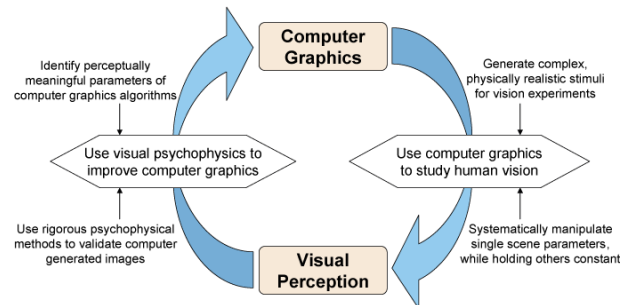 Computer
Graphics
Identify perceptually
meaningful parameters of
computer graphics algorithms
Generate complex,
physically realistic stimuli
for vision experiments
Use visual psychophysics to
improve computer graphics
Use computer graphics
to study human vision
Use rigorous psychophysical
methods to validate computer
generated images
Systematically manipulate
single scene parameters,
while holding others constant
Visual
Perception